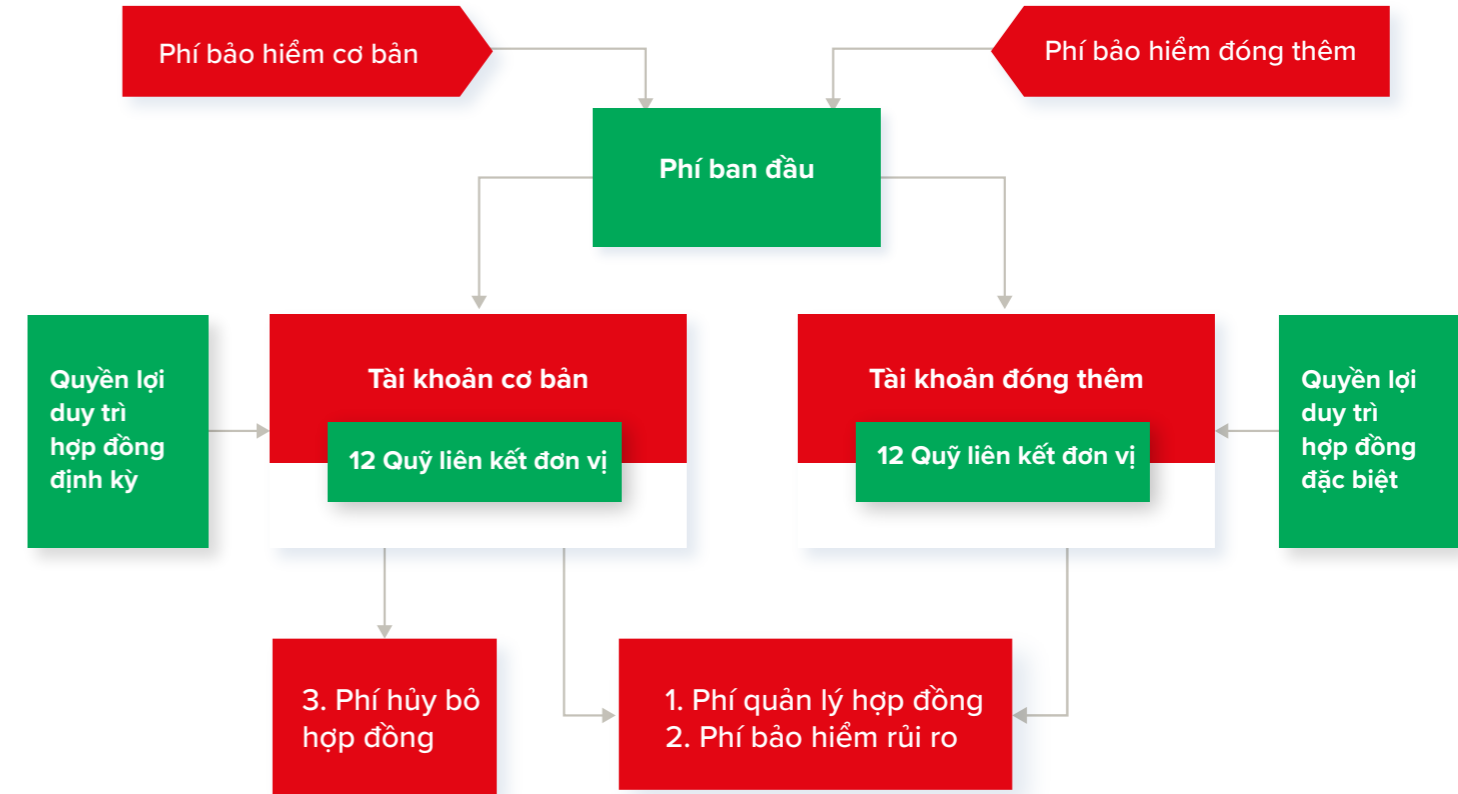 Phí bảo hiểm cơ bản
Phí bảo hiểm đóng thêm
Phí ban đầu
Quyền lợi
duy trì
hợp đồng
định kỳ
Tài khoản cơ bản
12 Quỹ liên kết đơn vị
Tài khoản đóng thêm
12 Quỹ liên kết đơn vị
Quyền lợi
duy trì
hợp đồng
đặc biệt
3. Phí hủy bỏ
hợp đồng
1. Phí quản lý hợp đồng
2. Phí bảo hiểm rủi ro